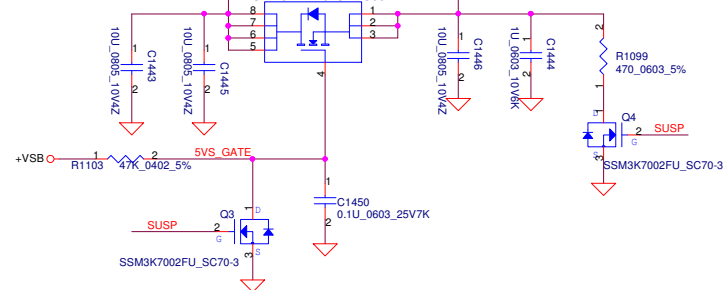 8
7
6
5
1
2
3
4
1
2
C1443
10U_0805_10V4Z
1
2
C1445
10U_0805_10V4Z
1
2
C1446
10U_0805_10V4Z
1
2
C1444
1U_0603_10V6K
2
R1099
470_0603_5%
1
D
Q4
2
G
SUSP
S
3
SSM3K7002FU_SC70-3
+VSB
1
2
5VS_GATE
R1103
47K_0402_5%
1
C1450
0.1U_0603_25V7K
2
1
D
Q3
SUSP
2
G
3
S
SSM3K7002FU_SC70-3